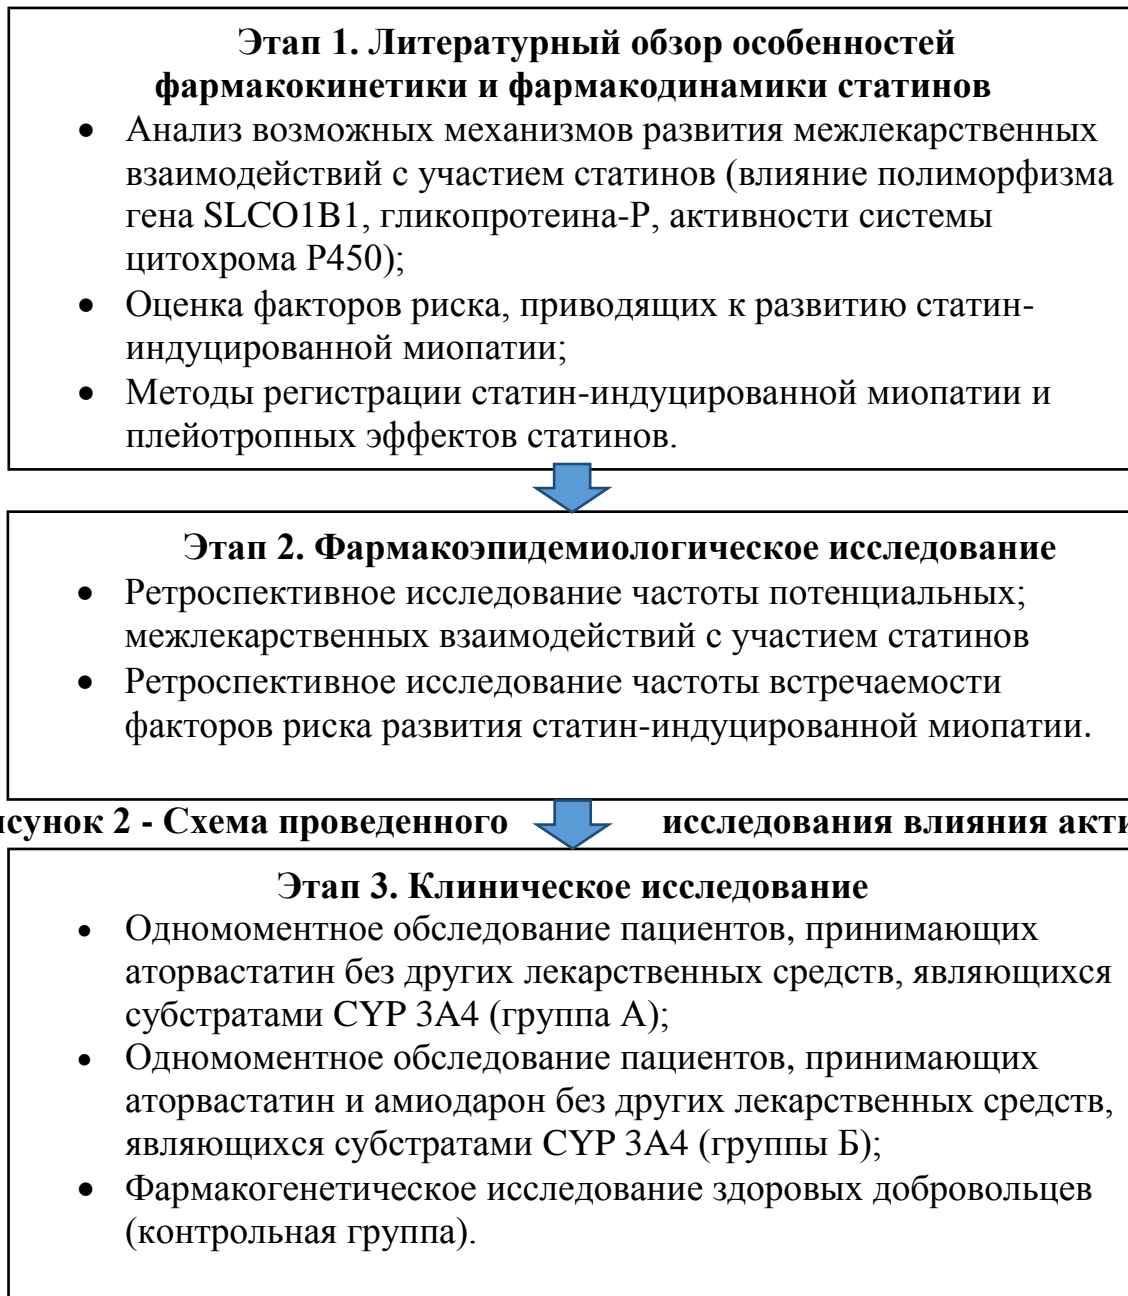 Этап 1. Литературный обзор особенностей
фармакокинетики и фармакодинамики статинов
• Анализ возможных механизмов развития межлекарственных
взаимодействий с участием статинов (влияние полиморфизма
гена SLCO1B1, гликопротеина-P, активности системы
цитохрома P450);
• Оценка факторов риска, приводящих к развитию статин-
индуцированной миопатии;
• Методы регистрации статин-индуцированной миопатии и
плейотропных эффектов статинов.
Этап 2. Фармакоэпидемиологическое исследование
• Ретроспективное исследование частоты потенциальных;
межлекарственных взаимодействий с участием статинов
• Ретроспективное исследование частоты встречаемости
факторов риска развития статин-индуцированной миопатии.
исунок 2 - Схема проведенного исследования влияния акти
Этап 3. Клиническое исследование
• Одномоментное обследование пациентов, принимающих
аторвастатин без других лекарственных средств, являющихся
субстратами CYP 3A4 (группа А);
• Одномоментное обследование пациентов, принимающих
аторвастатин и амиодарон без других лекарственных средств,
являющихся субстратами CYP 3A4 (группы Б);
• Фармакогенетическое исследование здоровых добровольцев
(контрольная группа).